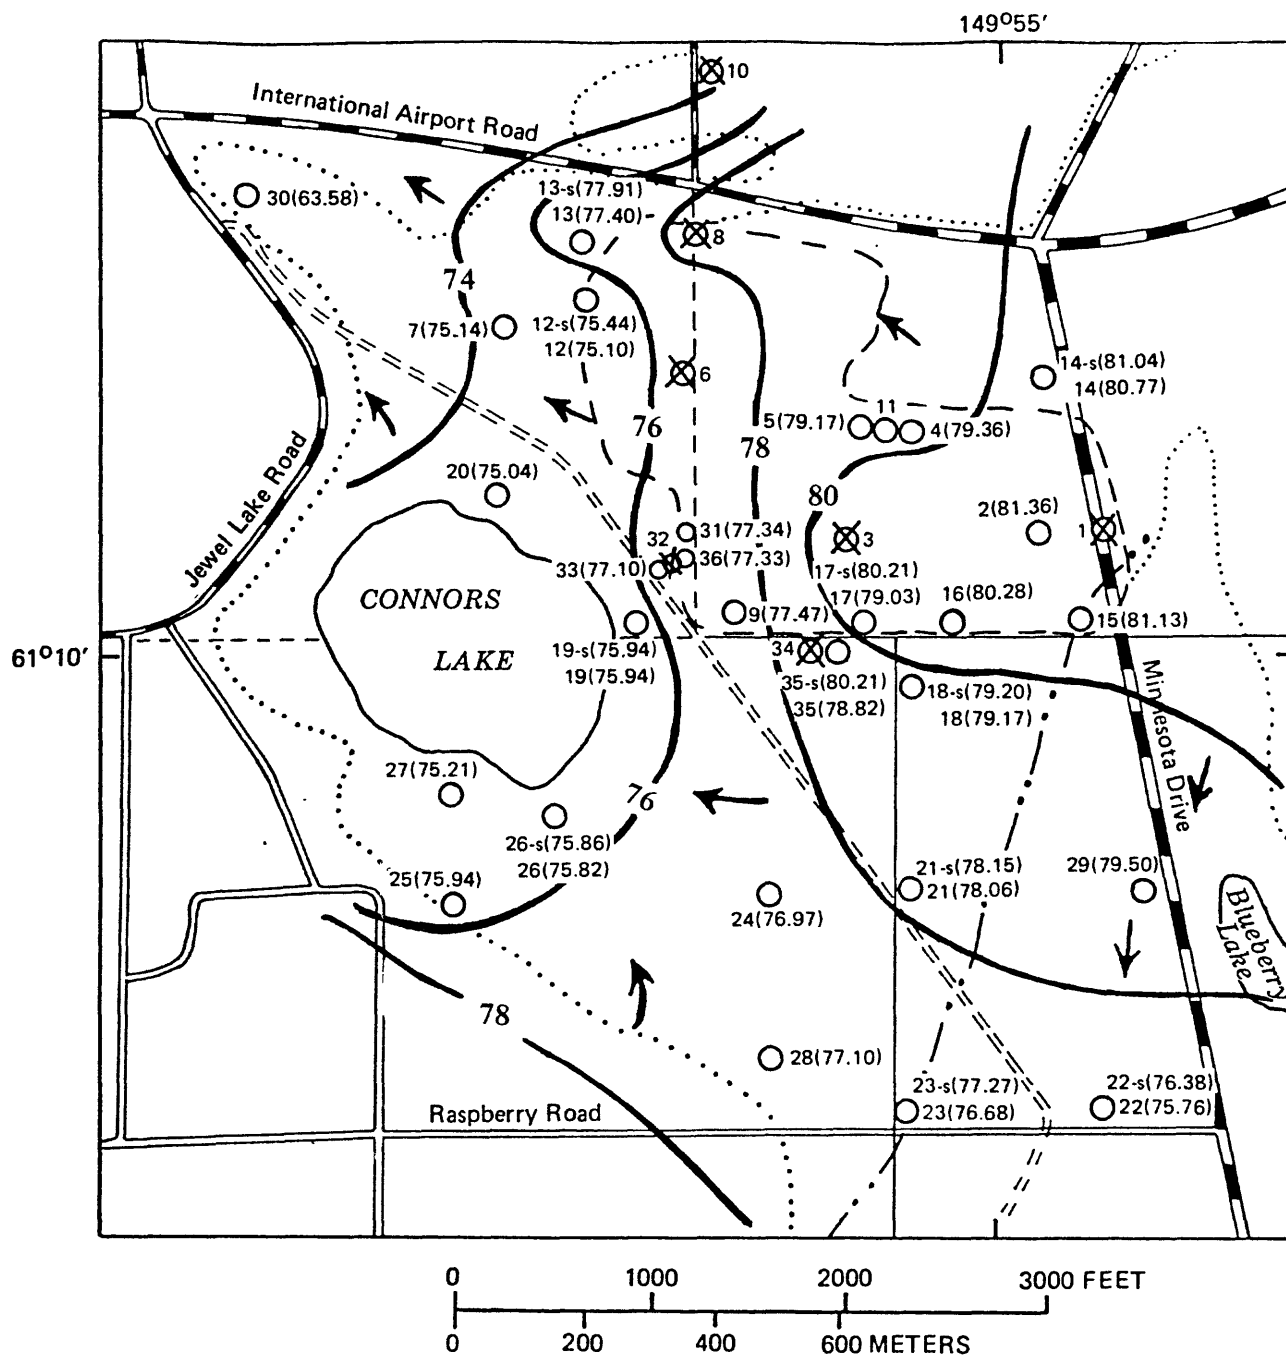 149°55'
10
International Airport Road
13-s(77.91)
30(63.58)
13(77.40)
8
74
7(75.14)
12-s(75.44)
12(75.10)
6
14-s(81.04)
14(80.77)
11
5(79.17)
4(79.36)
76
78
20(75.04)
80
2(81.36)
1
Jewel Lake Road
31(77.34)
32
3
36(77.33)
33(77.10)
17-s(80.21)
CONNORS
17(79.03)
16(80.28)
9(77.47)
15(81.13)
61°10'
LAKE
19-s(75.94)
19(75.94)
34
35-s(80.21)
35(78.82)
18-s(79.20)
18(79.17)
Minnesota Drive
27(75.21)
76
26-s(75.86)
26(75.82)
25(75.94)
21-s(78.15)
21(78.06)
29(79.50)
24(76.97)
Blueberry
Lake
78
28(77.10)
23-s(77.27)
23(76.68)
22-s(76.38)
22(75.76)
Raspberry Road
0 1000 2000 3000 FEET
0 200 400 600 METERS